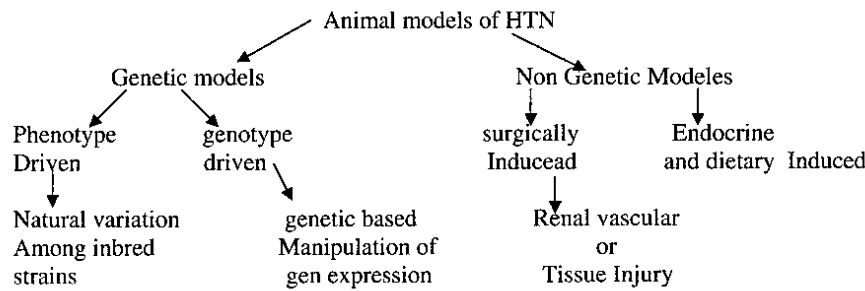 Animal models of HTN
Genetic models
Non Genetic Modeles
Phenotype
Driven
genotype
driven
surgically
Inducead
Endocrine
and dietary Induced
Natural variation
Among inbred
strains
genetic based
Manipulation of
gen expression
Renal vascular
or
Tissue Injury